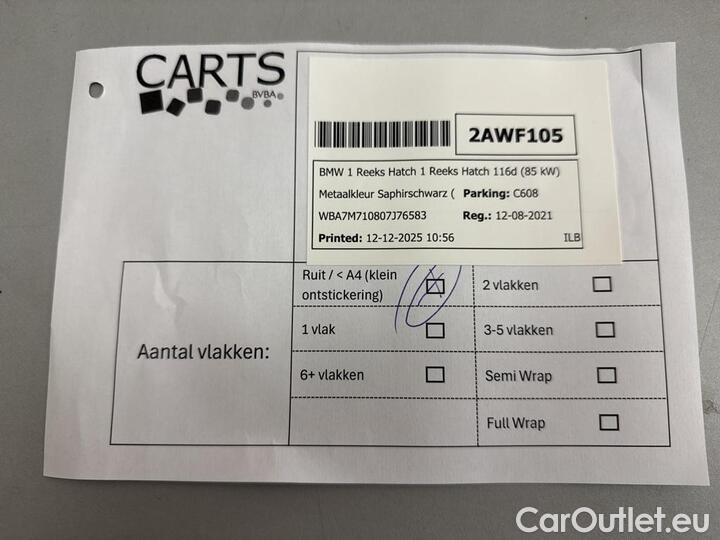 CARTS
BVBA
2AWF105
BMW 1 Reeks Hatch 1 Reeks Hatch 116d (85 kW)
Metaalkleur Saphirschwarz ( Parking: C608
WBA7M710807J76583 Reg.: 12-08-2021
Printed: 12-12-2025 10:56 ILB
Aantal vlakken:
Ruit / < A4 (klein
ontstickering)
2 vlakken
1 vlak
3-5 vlakken
6+ vlakken
Semi Wrap
Full Wrap
CarOutlet.eu